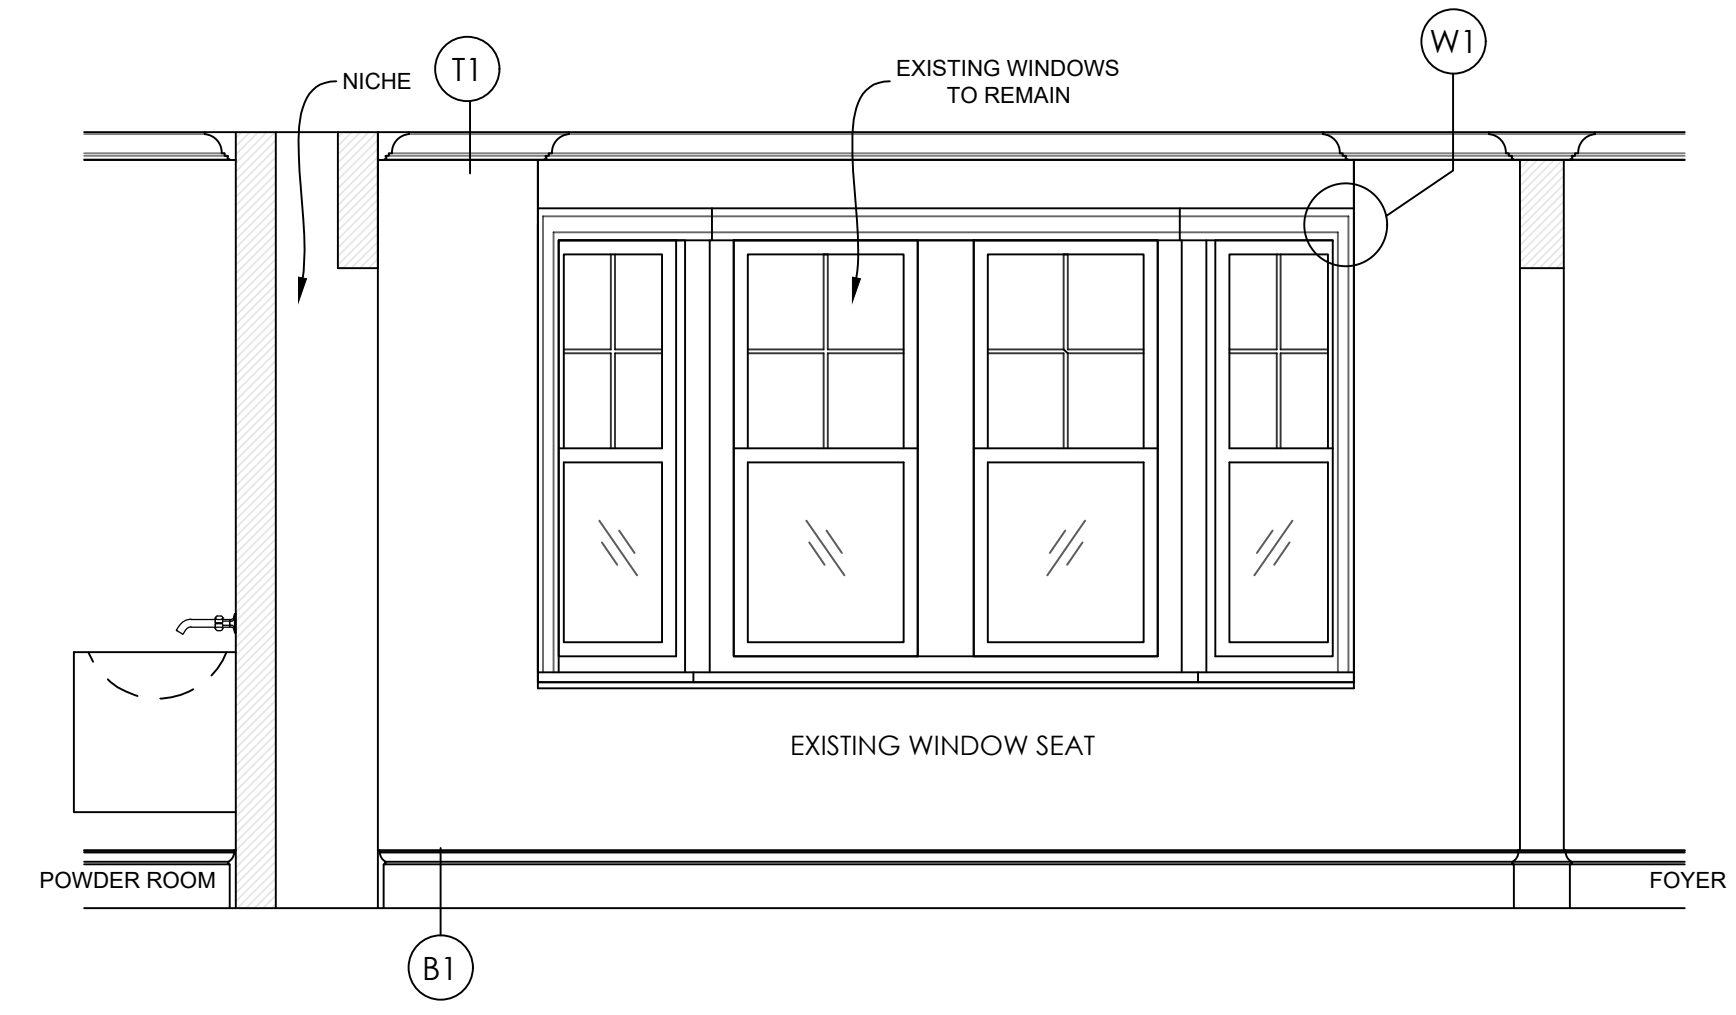 W1
T1
NICHE
EXISTING WINDOWS
TO REMAIN
EXISTING WINDOW SEAT
POWDER ROOM
FOYER
B1